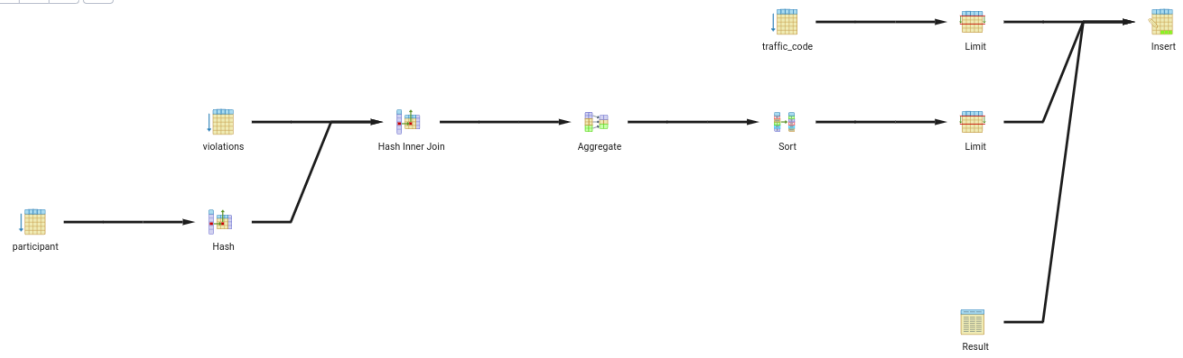 traffic_code
Limit
Insert
violations
Hash Inner Join
Aggregate
Sort
Limit
participant
Hash
Result